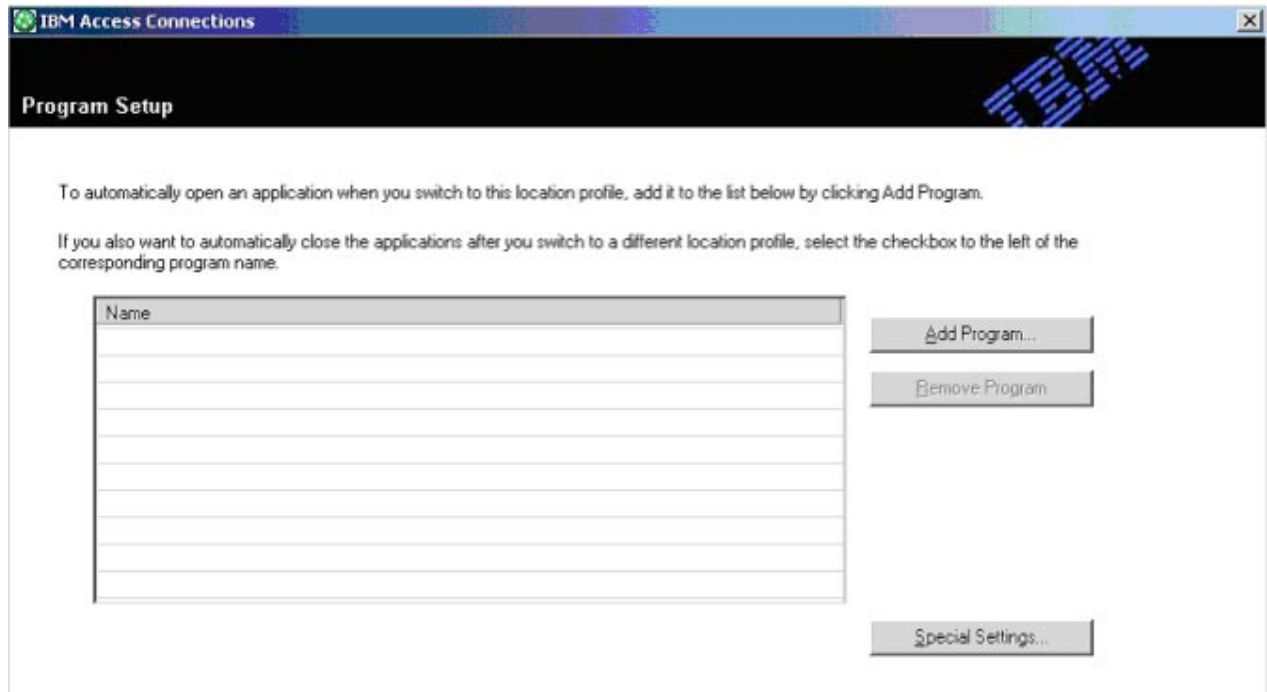 IBM Access Connections
IBM
Program Setup
To automatically open an application when you switch to this location profile, add it to the list below by clicking Add Program.
If you also want to automatically close the applications after you switch to a different location profile, select the checkbox to the left of the
corresponding program name.
Name
Add Program...
Remove Program
Special Settings...